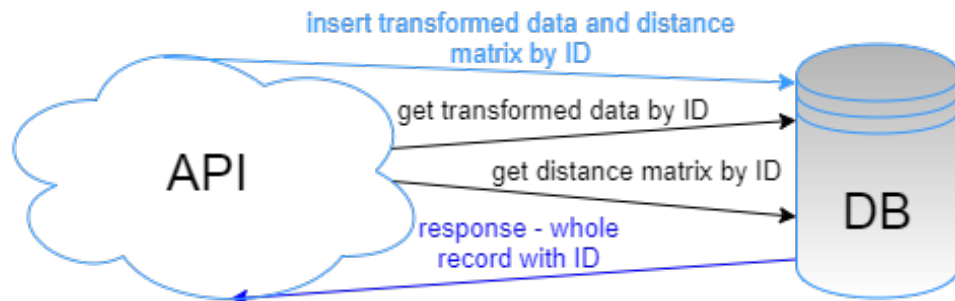 insert transformed data and distance
matrix by ID
get transformed data by ID
API
get distance matrix by ID
DB
response - whole
record with ID